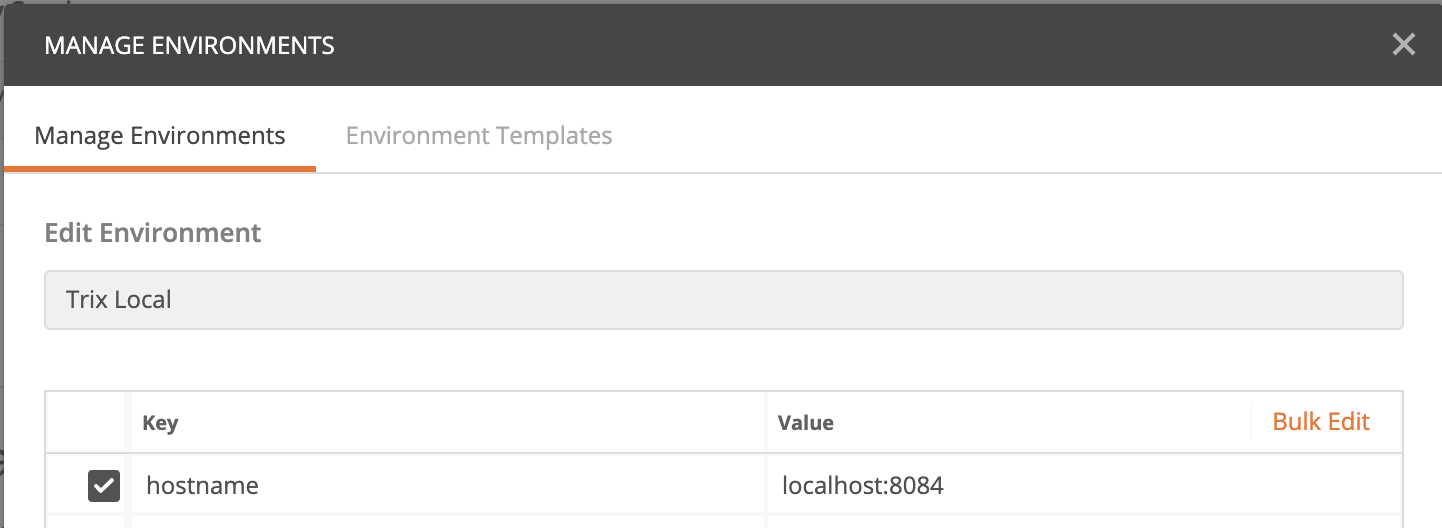 MANAGE ENVIRONMENTS
Manage Environments Environment Templates
Edit Environment
Trix Local
Key Value Bulk Edit
hostname localhost:8084